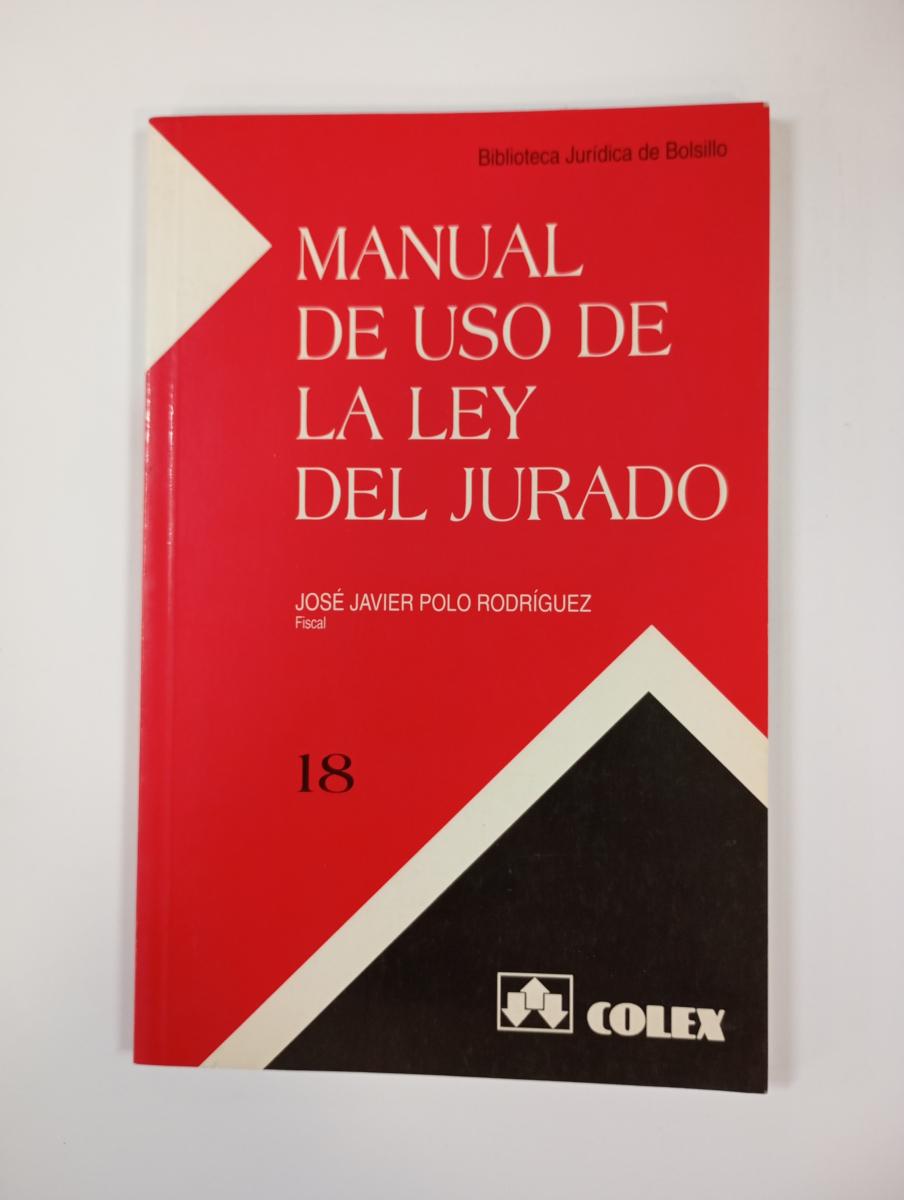 Biblioteca Jurídica de Bolsillo
MANUAL
DE USO DE
LA LEY
DEL JURADO
JOSÉ JAVIER POLO RODRÍGUEZ
Fiscal
18
COLEX